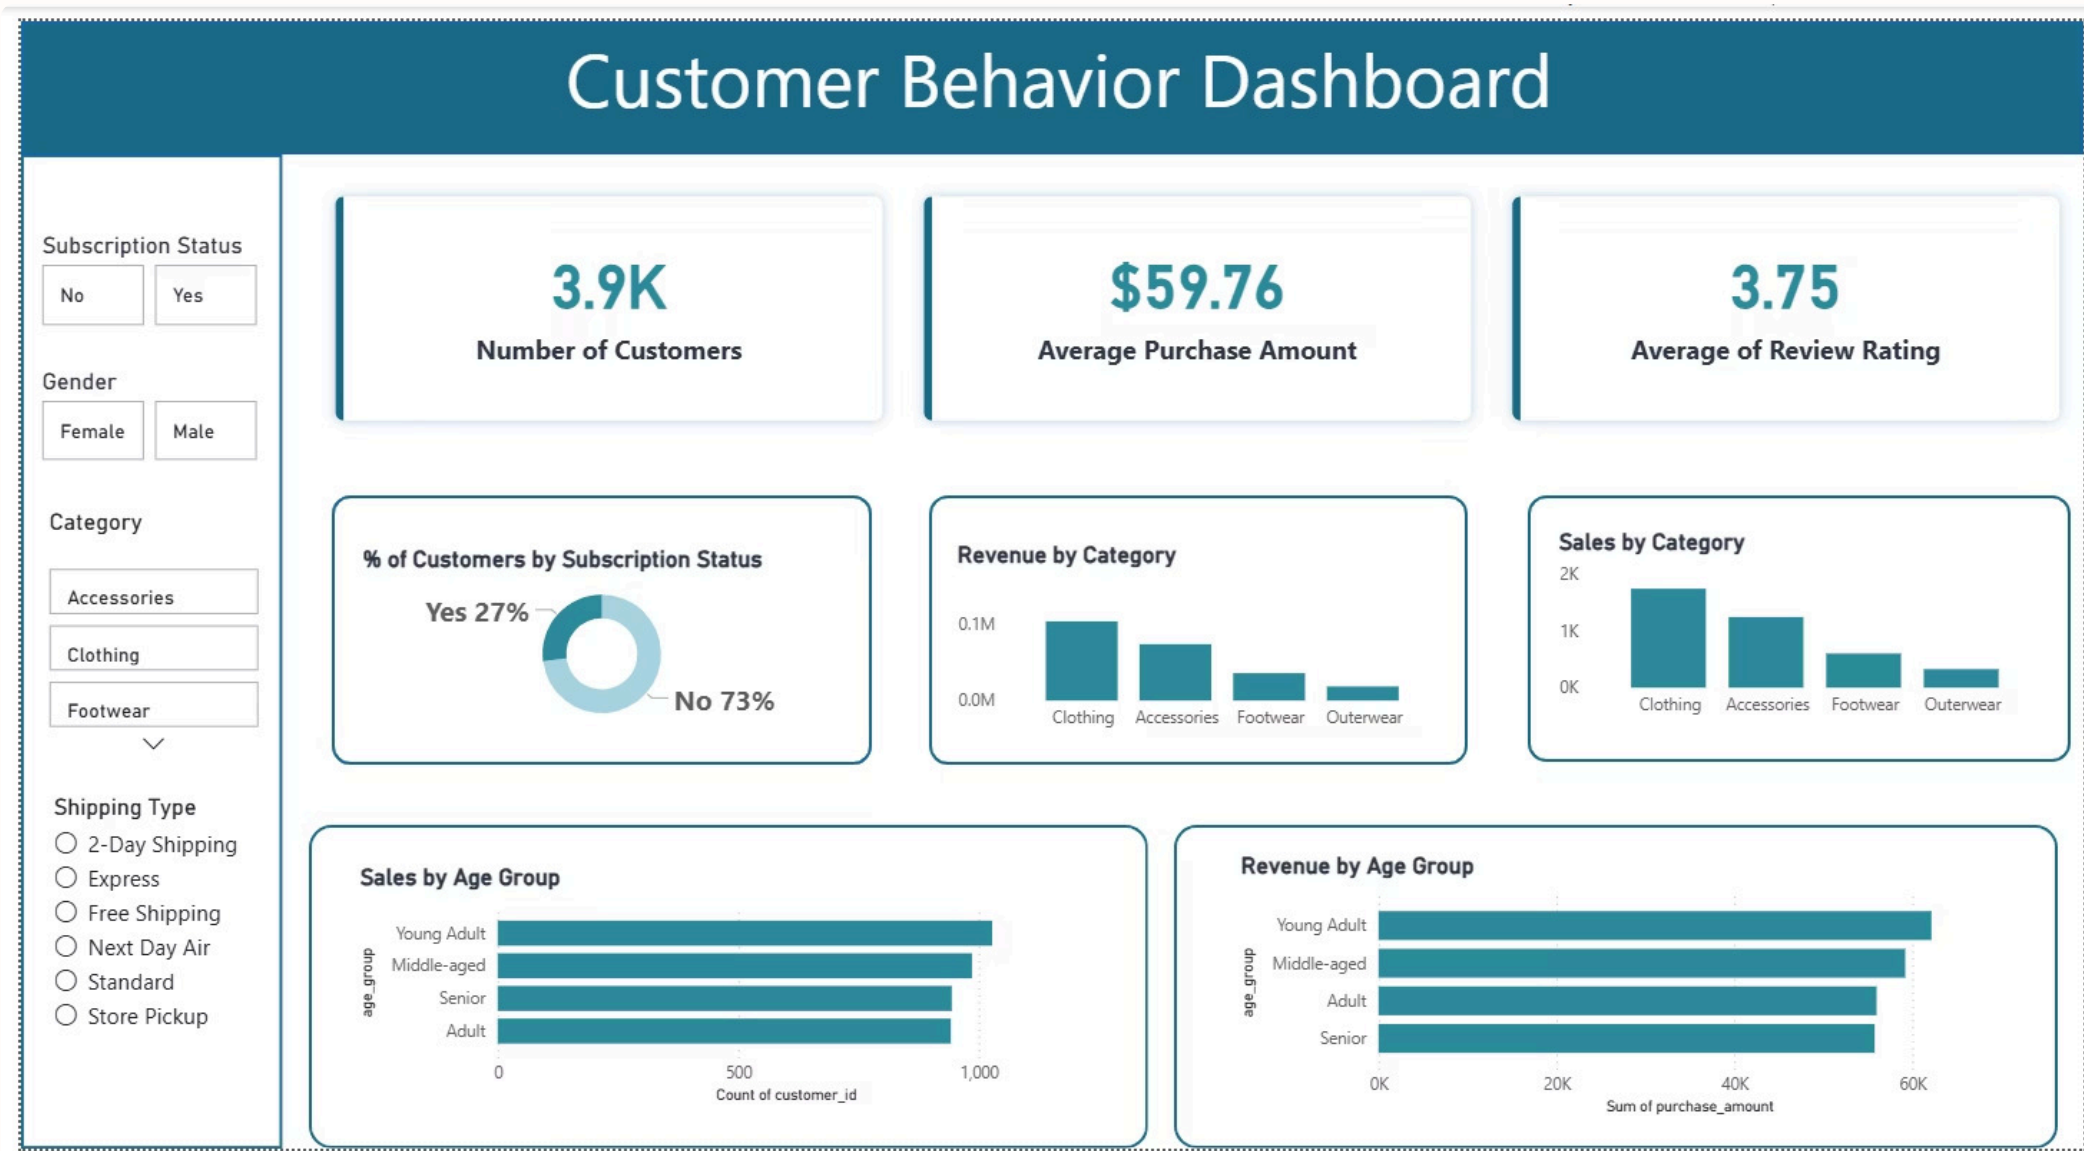 Customer Behavior Dashboard
Subscription Status
No Yes
Gender
Female Male
Category
Accessories
Clothing
Footwear
Shipping Type
2-Day Shipping
Express
Free Shipping
Next Day Air
Standard
Store Pickup
3.9K
Number of Customers
$59.76
Average Purchase Amount
3.75
Average of Review Rating
% of Customers by Subscription Status
Yes 27%
No 73%
Revenue by Category
0.1M
0.0M
Clothing Accessories Footwear Outerwear
Sales by Category
2K
1K
0K
Clothing Accessories Footwear Outerwear
Sales by Age Group
age_group
Young Adult
Middle-aged
Senior
Adult
0 500 1,000
Count of customer_id
Revenue by Age Group
age_group
Young Adult
Middle-aged
Adult
Senior
0K 20K 40K 60K
Sum of purchase_amount